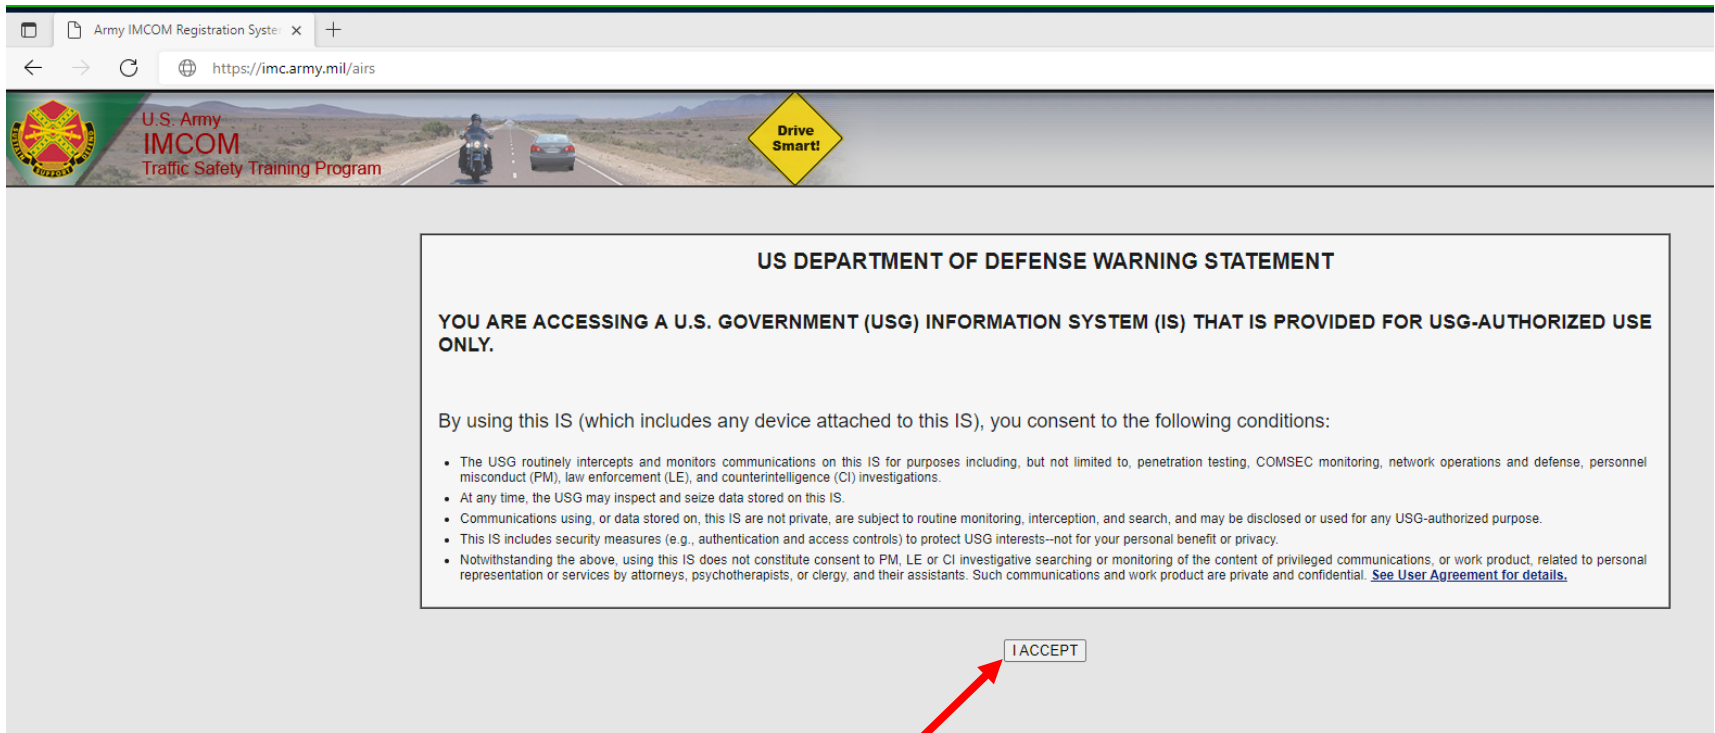 Army IMCOM Registration Syste
https://imc.army.mil/airs
U.S. Army
IMCOM
Traffic Safety Training Program
SUSTAIN
SUPPORT
DEFEND
Drive
Smart!
US DEPARTMENT OF DEFENSE WARNING STATEMENT
YOU ARE ACCESSING A U.S. GOVERNMENT (USG) INFORMATION SYSTEM (IS) THAT IS PROVIDED FOR USG-AUTHORIZED USE
ONLY.
By using this IS (which includes any device attached to this IS), you consent to the following conditions:
• The USG routinely intercepts and monitors communications on this IS for purposes including, but not limited to, penetration testing, COMSEC monitoring, network operations and defense, personnel
misconduct (PM), law enforcement (LE), and counterintelligence (CI) investigations.
• At any time, the USG may inspect and seize data stored on this IS.
• Communications using, or data stored on, this IS are not private, are subject to routine monitoring, interception, and search, and may be disclosed or used for any USG-authorized purpose.
• This IS includes security measures (e.g., authentication and access controls) to protect USG interests--not for your personal benefit or privacy.
• Notwithstanding the above, using this IS does not constitute consent to PM, LE or CI investigative searching or monitoring of the content of privileged communications, or work product, related to personal
representation or services by attorneys, psychotherapists, or clergy, and their assistants. Such communications and work product are private and confidential. See User Agreement for details.
I ACCEPT